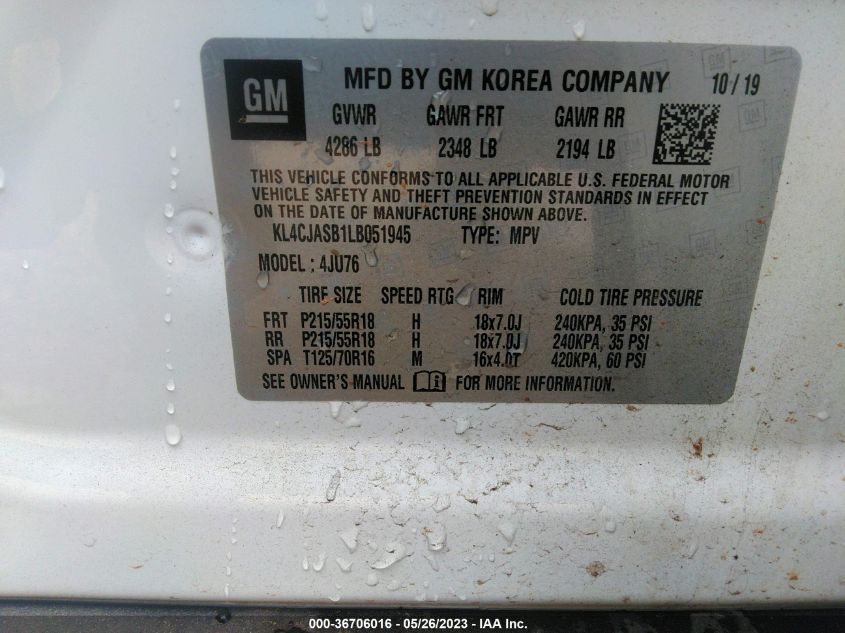 GM MFD BY GM KOREA COMPANY 10/19
GVWR GAWR FRT GAWR RR
4286 LB 2348 LB 2194 LB
THIS VEHICLE CONFORMS TO ALL APPLICABLE U.S. FEDERAL MOTOR
VEHICLE SAFETY AND THEFT PREVENTION STANDARDS IN EFFECT
ON THE DATE OF MANUFACTURE SHOWN ABOVE.
KL4CJASB1LB051945 TYPE: MPV
MODEL: 4JU76
TIRE SIZE SPEED RTG RIM COLD TIRE PRESSURE
FRT P215/55R18 H 18x7.0J 240KPA, 35 PSI
RR P215/55R18 H 18x7.0J 240KPA, 35 PSI
SPA T125/70R16 M 16x4.0T 420KPA, 60 PSI
SEE OWNER'S MANUAL FOR MORE INFORMATION.
000-36706016 - 05/26/2023 - IAA Inc.